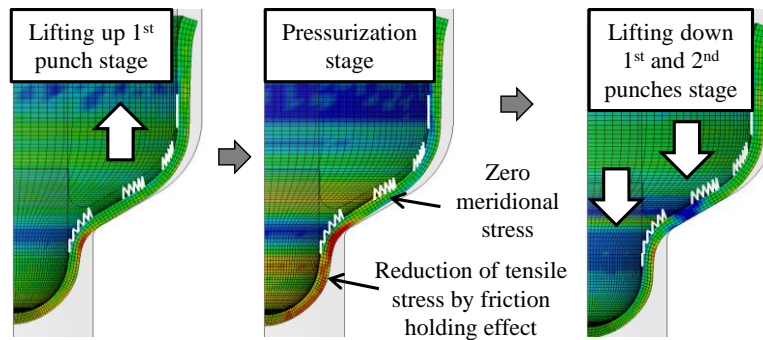 Lifting up 1st
punch stage
Pressurization
stage
Lifting down
1st and 2nd
punches stage
Zero
meridional
stress
Reduction of tensile
stress by friction
holding effect